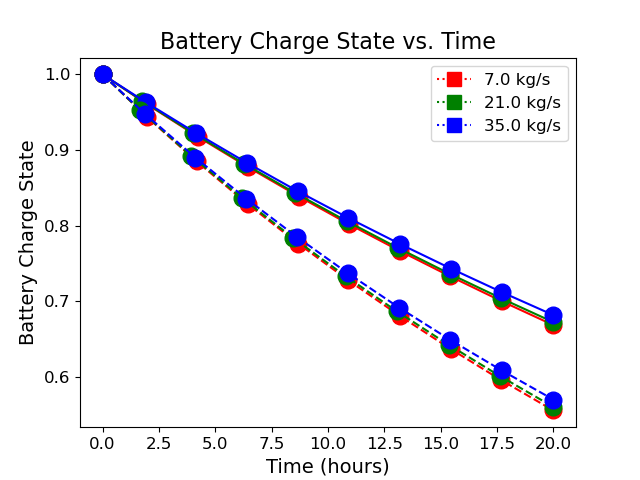 Battery Charge State vs. Time
7.0 kg/s
21.0 kg/s
35.0 kg/s
Battery Charge State
1.0
0.9
0.8
0.7
0.6
0.0 2.5 5.0 7.5 10.0 12.5 15.0 17.5 20.0
Time (hours)